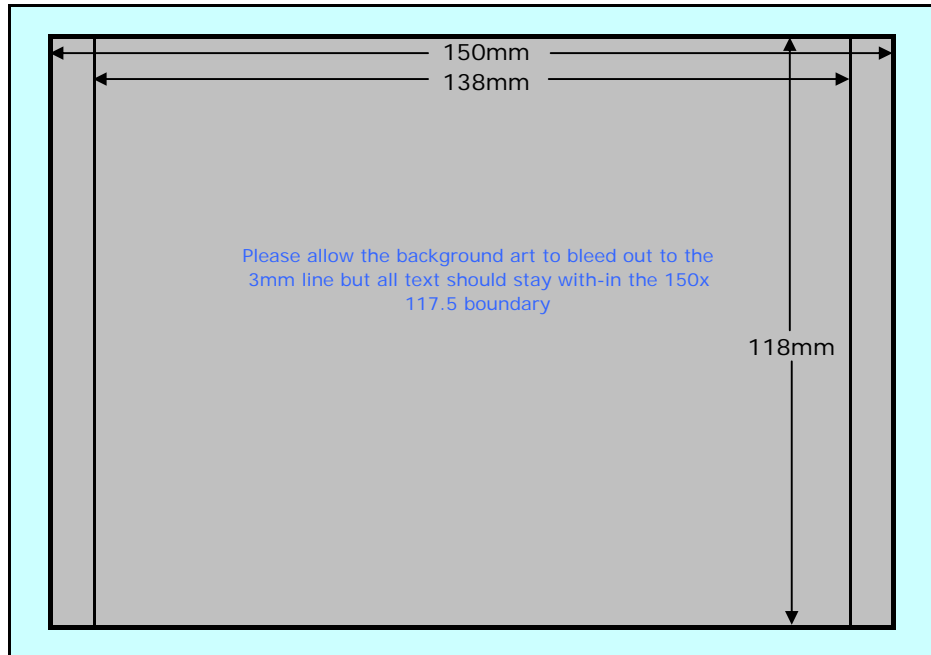 150mm
138mm
Please allow the background art to bleed out to the
3mm line but all text should stay with-in the 150x
117.5 boundary
118mm